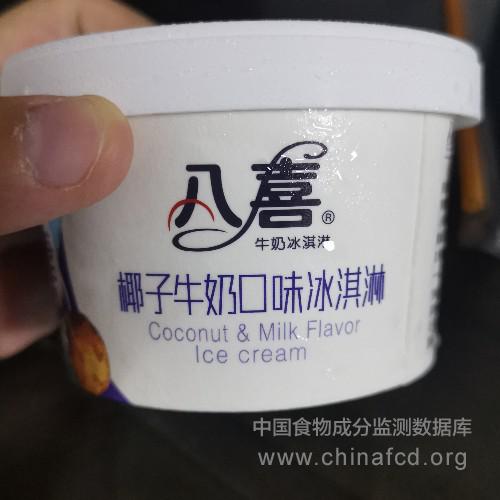 八喜®
牛奶冰淇淋
椰子牛奶口味冰淇淋
Coconut & Milk Flavor
Ice cream
中国食物成分监测数据库
www.chinafcd.org